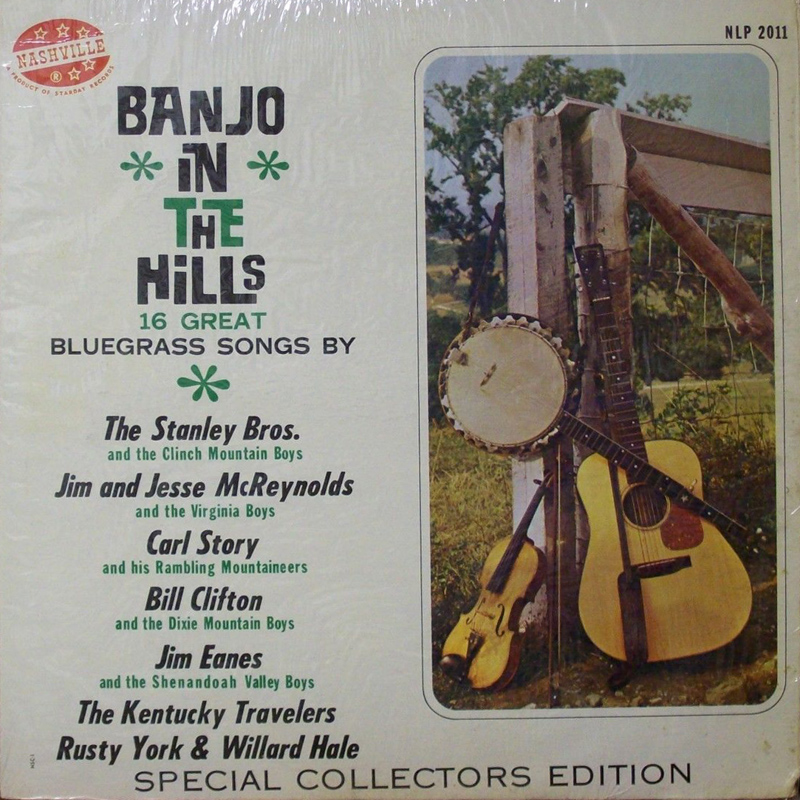 NASHVILLE
®
PRODUCT OF STARDAY RECORDS
NLP 2011
BANJO
iN
THE
HiLLS
16 GREAT
BLUEGRASS SONGS BY
The Stanley Bros.
and the Clinch Mountain Boys
Jim and Jesse McReynolds
and the Virginia Boys
Carl Story
and his Rambling Mountaineers
Bill Clifton
and the Dixie Mountain Boys
Jim Eanes
and the Shenandoah Valley Boys
The Kentucky Travelers
Rusty York & Willard Hale
SPECIAL COLLECTORS EDITION